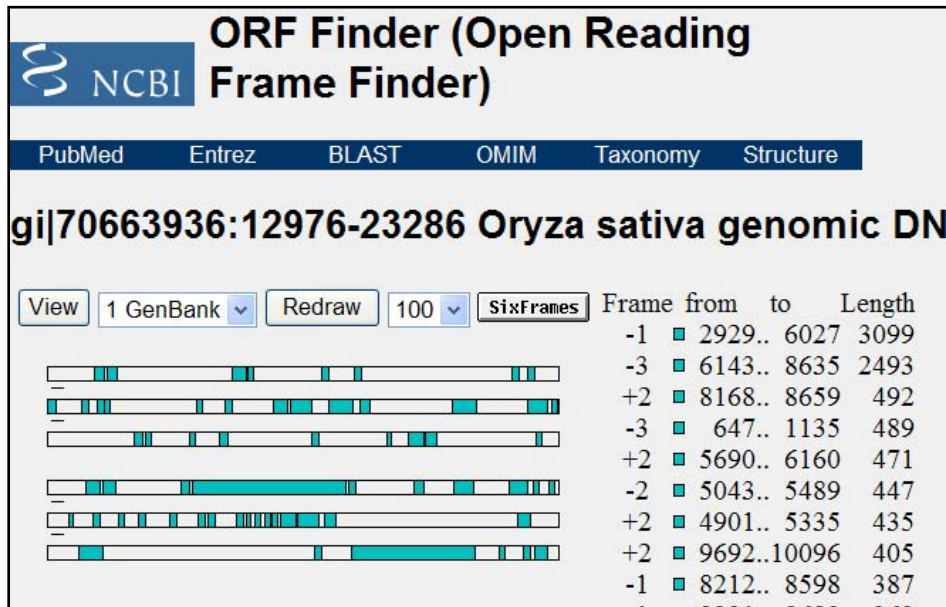 ORF Finder (Open Reading
Frame Finder)
NCBI
PubMed Entrez BLAST OMIM Taxonomy Structure
gi|70663936:12976-23286 Oryza sativa genomic DN
View 1 GenBank Redraw 100 SixFrames
Frame from to Length
-1 2929.. 6027 3099
-3 6143.. 8635 2493
+2 8168.. 8659 492
-3 647.. 1135 489
+2 5690.. 6160 471
-2 5043.. 5489 447
+2 4901.. 5335 435
+2 9692..10096 405
-1 8212.. 8598 387